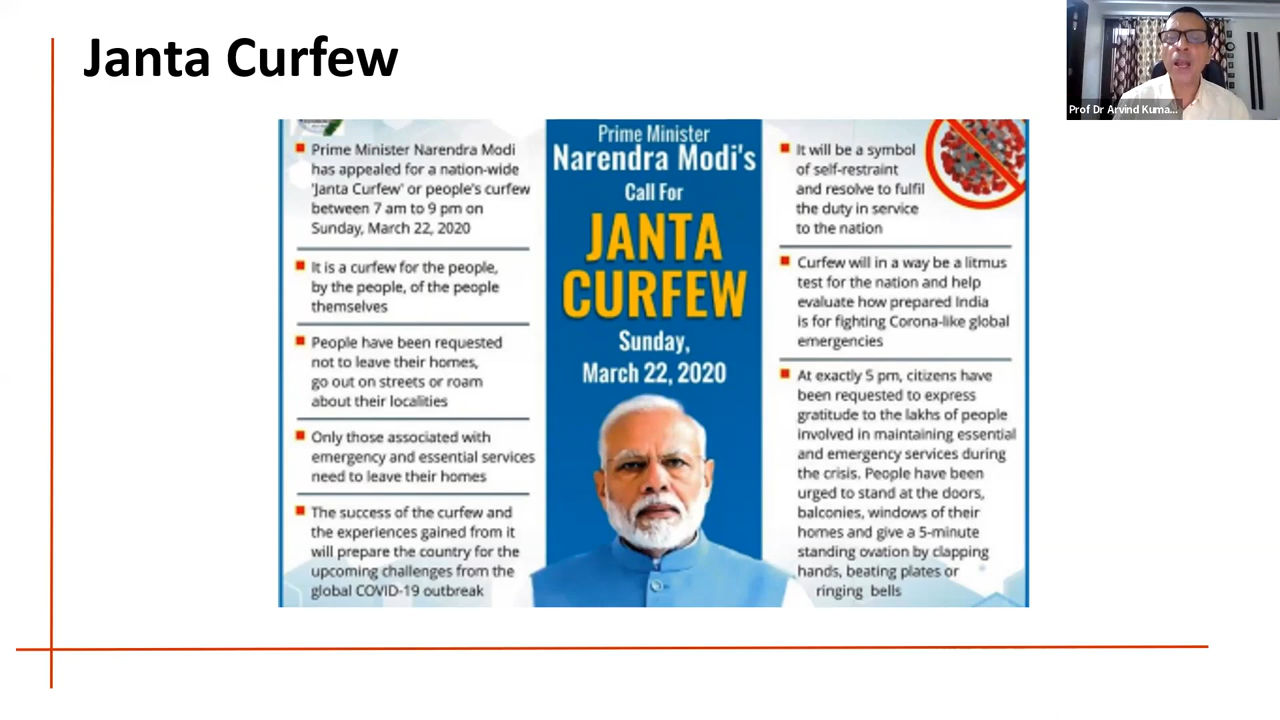 Janta Curfew
Prof Dr Arvind Kuma...
Prime Minister Narendra Modi
has appealed for a nation-wide
'Janta Curfew' or people's curfew
between 7 am to 9 pm on
Sunday, March 22, 2020
It is a curfew for the people,
by the people, of the people
themselves
People have been requested
not to leave their homes,
go out on streets or roam
about their localities
Only those associated with
emergency and essential services
need to leave their homes
The success of the curfew and
the experiences gained from it
will prepare the country for the
upcoming challenges from the
global COVID-19 outbreak
Prime Minister
Narendra Modi's
Call For
JANTA
CURFEW
Sunday,
March 22, 2020
It will be a symbol
of self-restraint
and resolve to fulfil
the duty in service
to the nation
Curfew will in a way be a litmus
test for the nation and help
evaluate how prepared India
is for fighting Corona-like global
emergencies
At exactly 5 pm, citizens have
been requested to express
gratitude to the lakhs of people
involved in maintaining essential
and emergency services during
the crisis. People have been
urged to stand at the doors,
balconies, windows of their
homes and give a 5-minute
standing ovation by clapping
hands, beating plates or
ringing bells